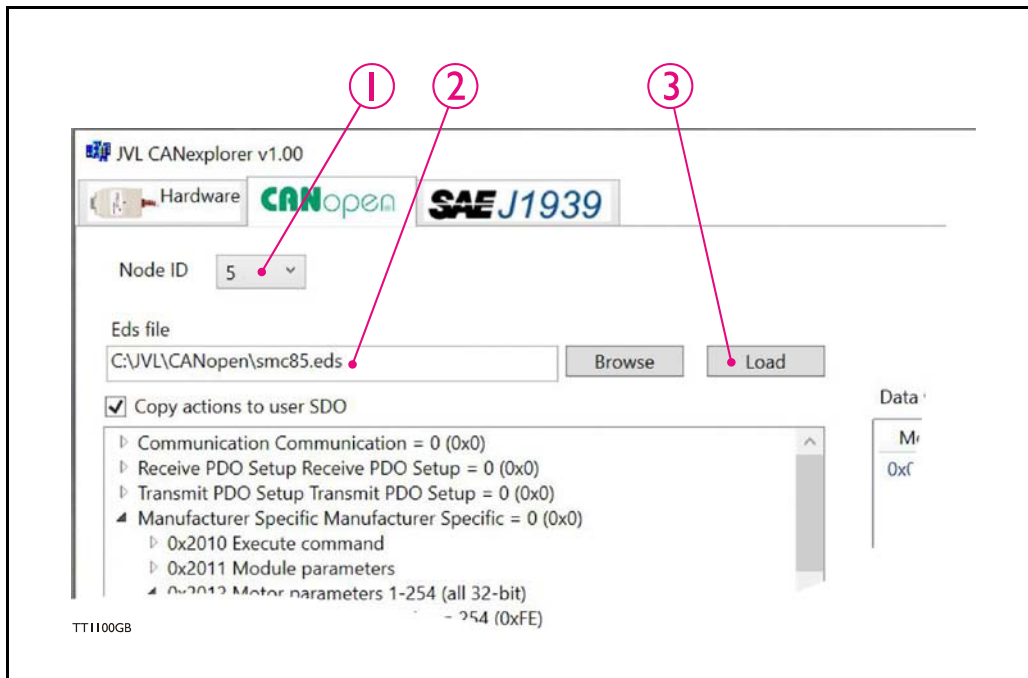 1 2 3
JVL CANexplorer v1.00
Hardware CANopen SAE J1939
Node ID 5
Eds file
C:\JVL\CANopen\smc85.eds Browse Load
Copy actions to user SDO
Data
Communication Communication = 0 (0x0)
Receive PDO Setup Receive PDO Setup = 0 (0x0)
Transmit PDO Setup Transmit PDO Setup = 0 (0x0)
Manufacturer Specific Manufacturer Specific = 0 (0x0)
0x2010 Execute command
0x2011 Module parameters
0x2012 Motor parameters 1-254 (all 32-bit)
= 254 (0xFE)
TT1100GB